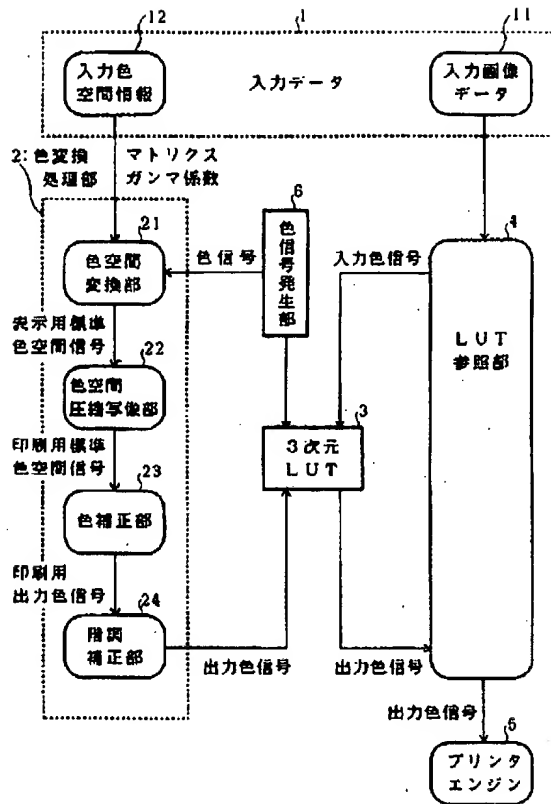 12
1
11
入力色
空間情報
入力データ
入力画像
データ
2:色変換
処理部
マトリクス
ガンマ係数
21
色空間
変換部
色信号
6
色信号発生部
入力色信号
4
LUT
参照部
表示用標準
色空間信号
22
色空間
圧縮写像部
3
3次元
LUT
印刷用標準
色空間信号
23
色補正部
印刷用
出力色信号
24
階調
補正部
出力色信号
出力色信号
出力色信号
5
プリンタ
エンジン